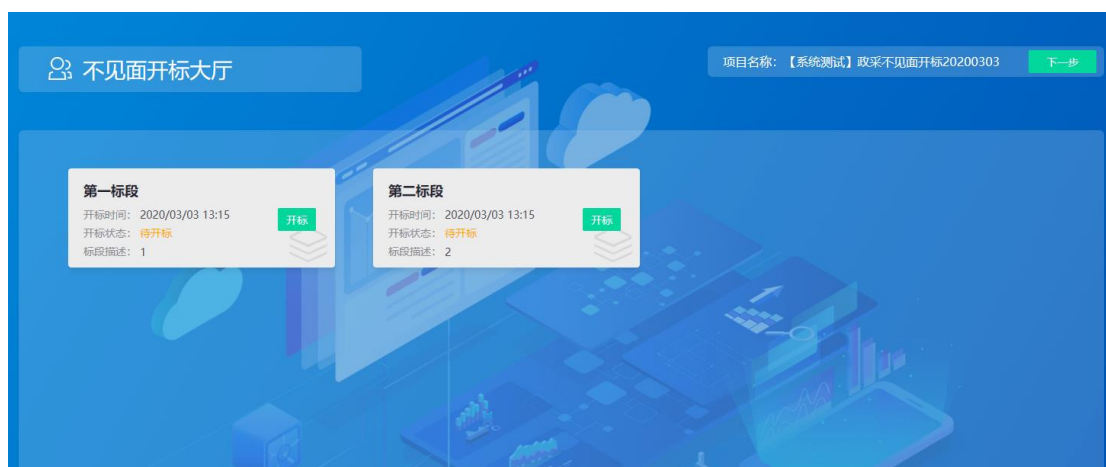 不见面开标大厅
项目名称：【系统测试】政采不见面开标20200303
下一步
第一标段
开标时间： 2020/03/03 13:15
开标状态： 待开标
标段描述： 1
开标
第二标段
开标时间： 2020/03/03 13:15
开标状态： 待开标
标段描述： 2
开标